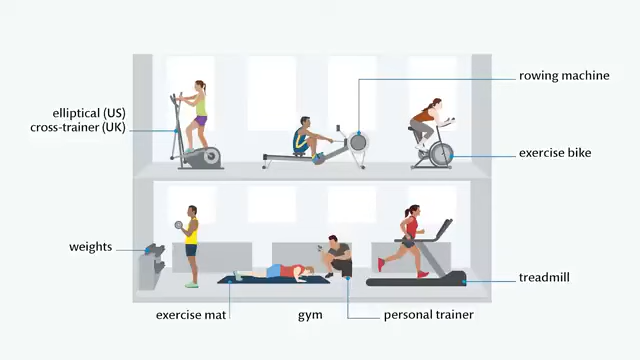 rowing machine
elliptical (US)
cross-trainer (UK)
exercise bike
weights
treadmill
exercise mat
gym
personal trainer